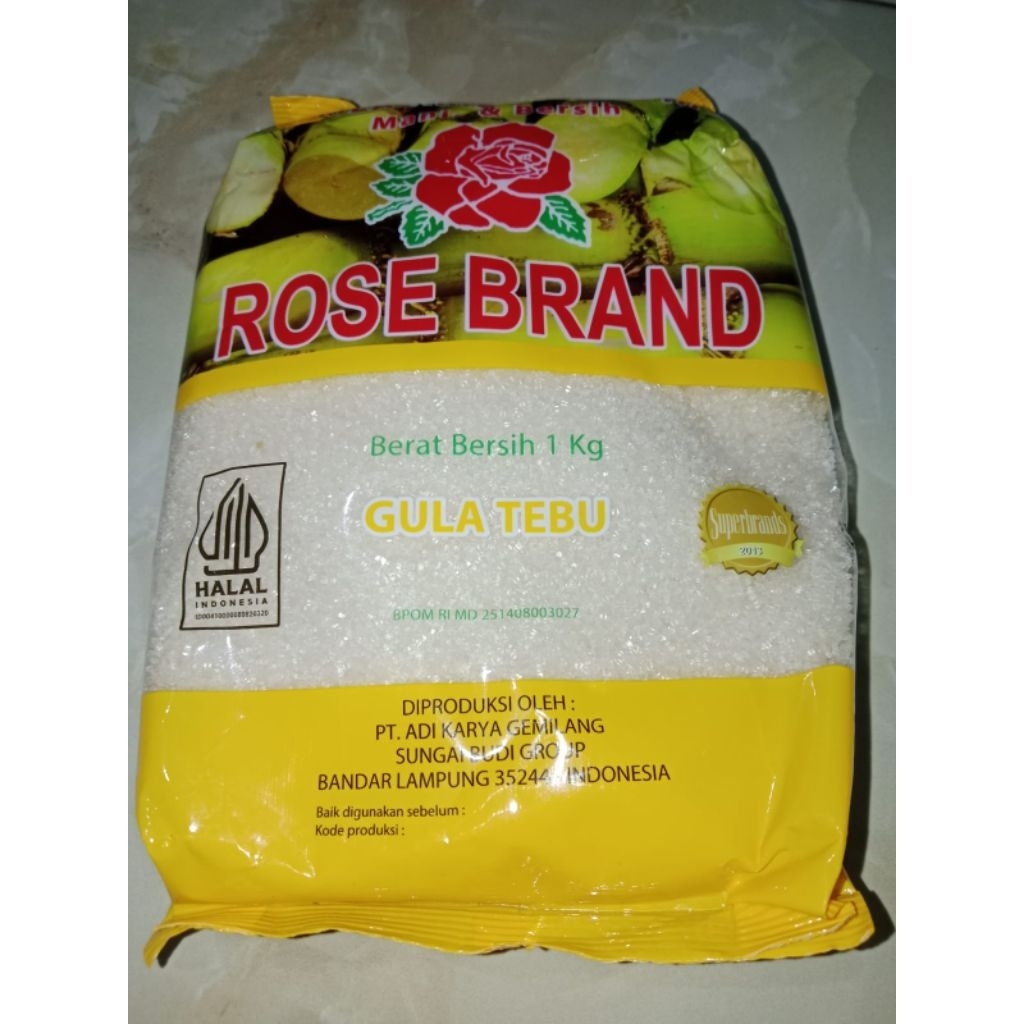 & Bersih
ROSE BRAND
Berat Bersih 1 Kg
GULA TEBU
Superbrands
HALAL
INDONESIA
BPOM RI MD 251408003027
DIPRODUKSI OLEH :
PT. ADI KARYA GEMILANG
SUNGAI BUDI GROUP
BANDAR LAMPUNG 35244 INDONESIA
Baik digunakan sebelum :
Kode produksi :